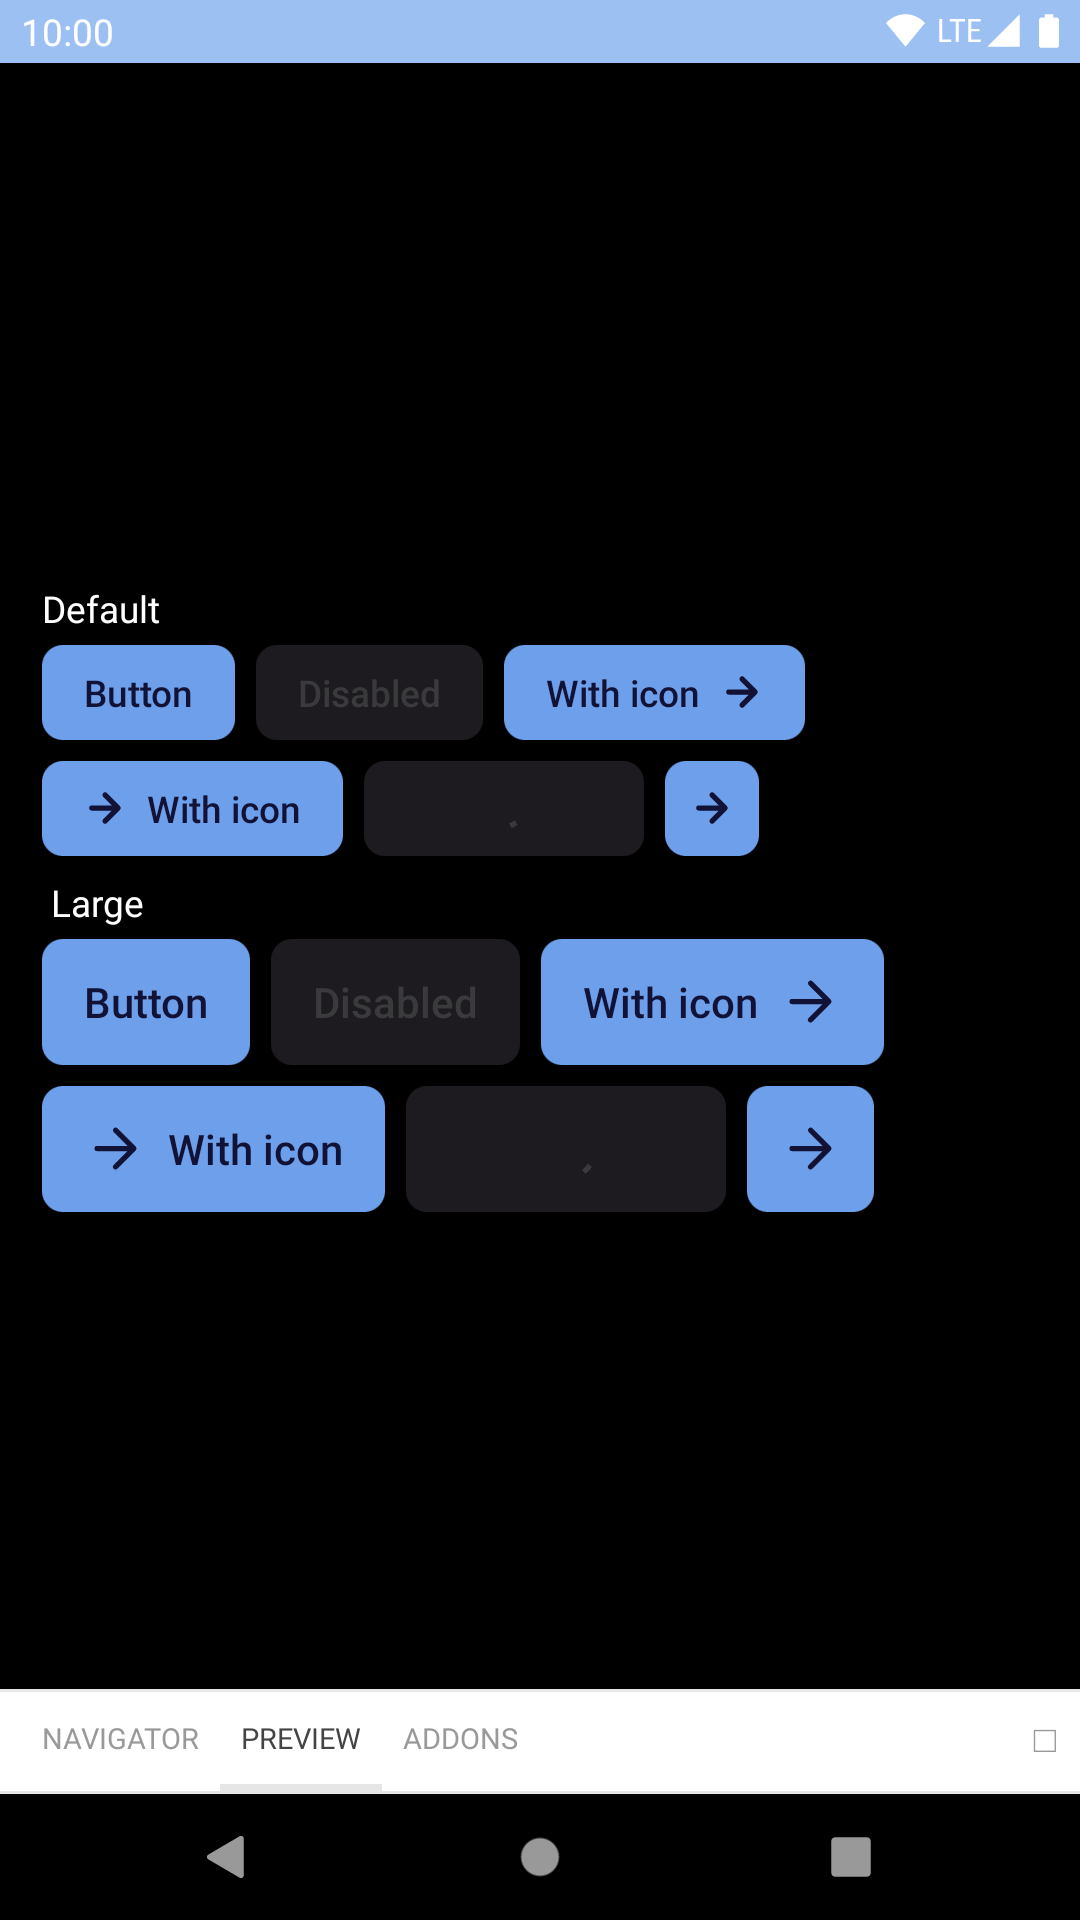 10:00 LTE
Default
Button Disabled With icon
With icon
Large
Button Disabled With icon
With icon
NAVIGATOR PREVIEW ADDONS